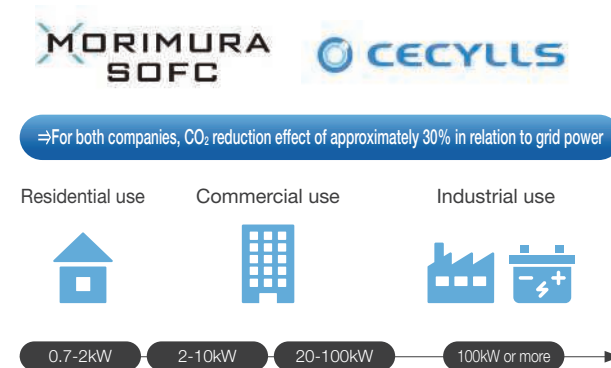 MORIMURA
SOFC
CECYLLS
⇒For both companies, CO₂ reduction effect of approximately 30% in relation to grid power
Residential use
Commercial use
Industrial use
0.7-2kW
2-10kW
20-100kW
100kW or more